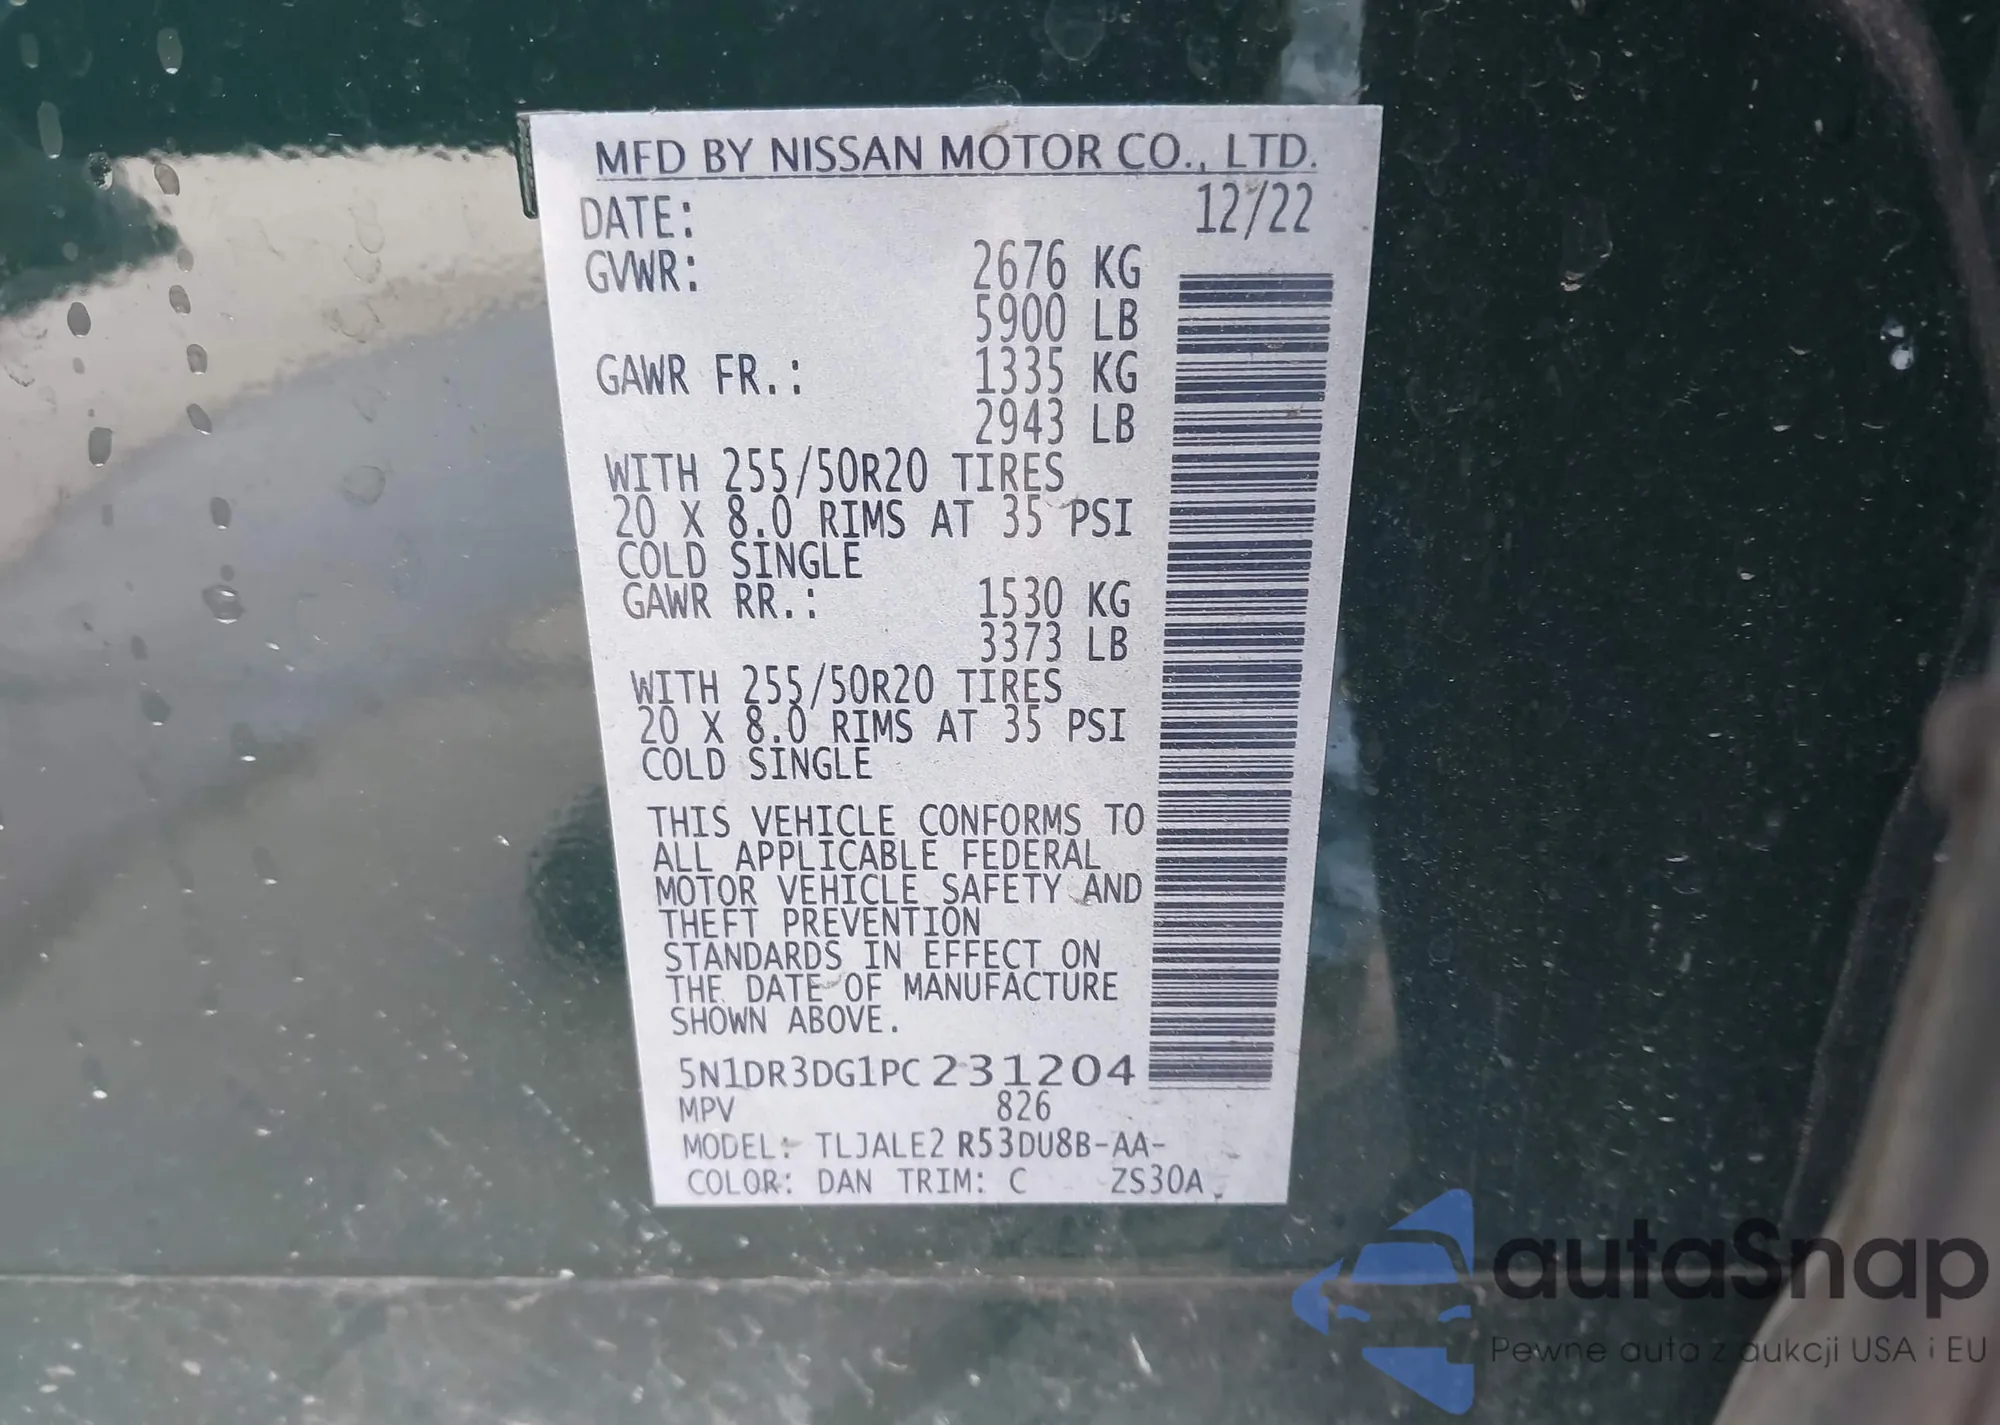 MFD BY NISSAN MOTOR CO., LTD.
DATE: 12/22
GVWR: 2676 KG
5900 LB
GAWR FR.: 1335 KG
2943 LB
WITH 255/50R20 TIRES
20 X 8.0 RIMS AT 35 PSI
COLD SINGLE
GAWR RR.: 1530 KG
3373 LB
WITH 255/50R20 TIRES
20 X 8.0 RIMS AT 35 PSI
COLD SINGLE
THIS VEHICLE CONFORMS TO
ALL APPLICABLE FEDERAL
MOTOR VEHICLE SAFETY AND
THEFT PREVENTION
STANDARDS IN EFFECT ON
THE DATE OF MANUFACTURE
SHOWN ABOVE.
5N1DR3DG1PC231204
MPV 826
MODEL: TLJALE2 R53DU8B-AA-
COLOR: DAN TRIM: C ZS30A
autaSnap
Pewne auta z aukcji USA i EU